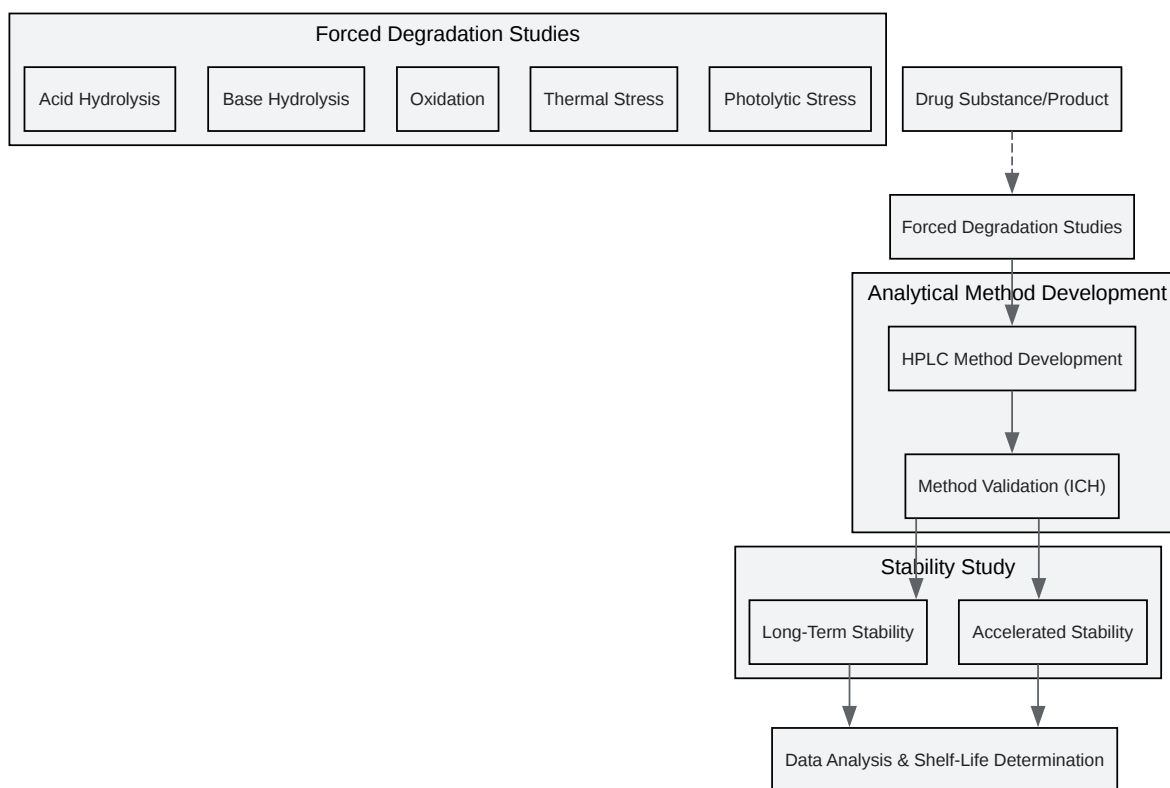 Forced Degradation Studies
Acid Hydrolysis
Base Hydrolysis
Oxidation
Thermal Stress
Photolytic Stress
Drug Substance/Product
Forced Degradation Studies
Analytical Method Development
HPLC Method Development
Method Validation (ICH)
Stability Study
Long-Term Stability
Accelerated Stability
Data Analysis & Shelf-Life Determination